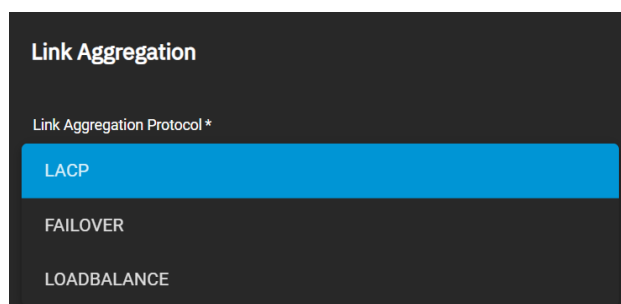 Link Aggregation
Link Aggregation Protocol *
LACP
FAILOVER
LOADBALANCE